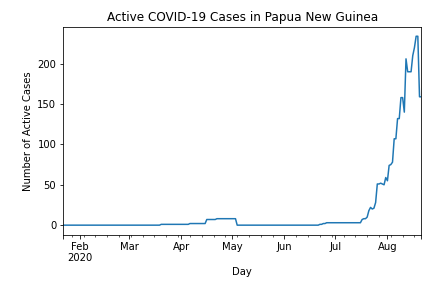 Active COVID-19 Cases in Papua New Guinea
Number of Active Cases
200
150
100
50
0
Feb Mar Apr May Jun Jul Aug
2020
Day